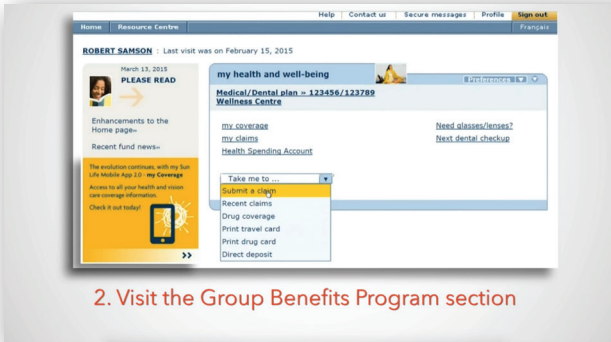 Help Contact us Secure messages Profile Sign out
Home Resource Centre Français
ROBERT SAMSON : Last visit was on February 15, 2015
March 13, 2015
PLEASE READ
Enhancements to the
Home page»
Recent fund news»
The evolution continues, with my Sun
Life Mobile App 2.0 - my Coverage
Access to all your health and vision
care coverage information.
Check it out today!
>>
my health and well-being
Preferences
Medical/Dental plan » 123456/123789
Wellness Centre
my coverage
my claims
Health Spending Account
Need glasses/lenses?
Next dental checkup
Take me to ...
Submit a claim
Recent claims
Drug coverage
Print travel card
Print drug card
Direct deposit
2. Visit the Group Benefits Program section